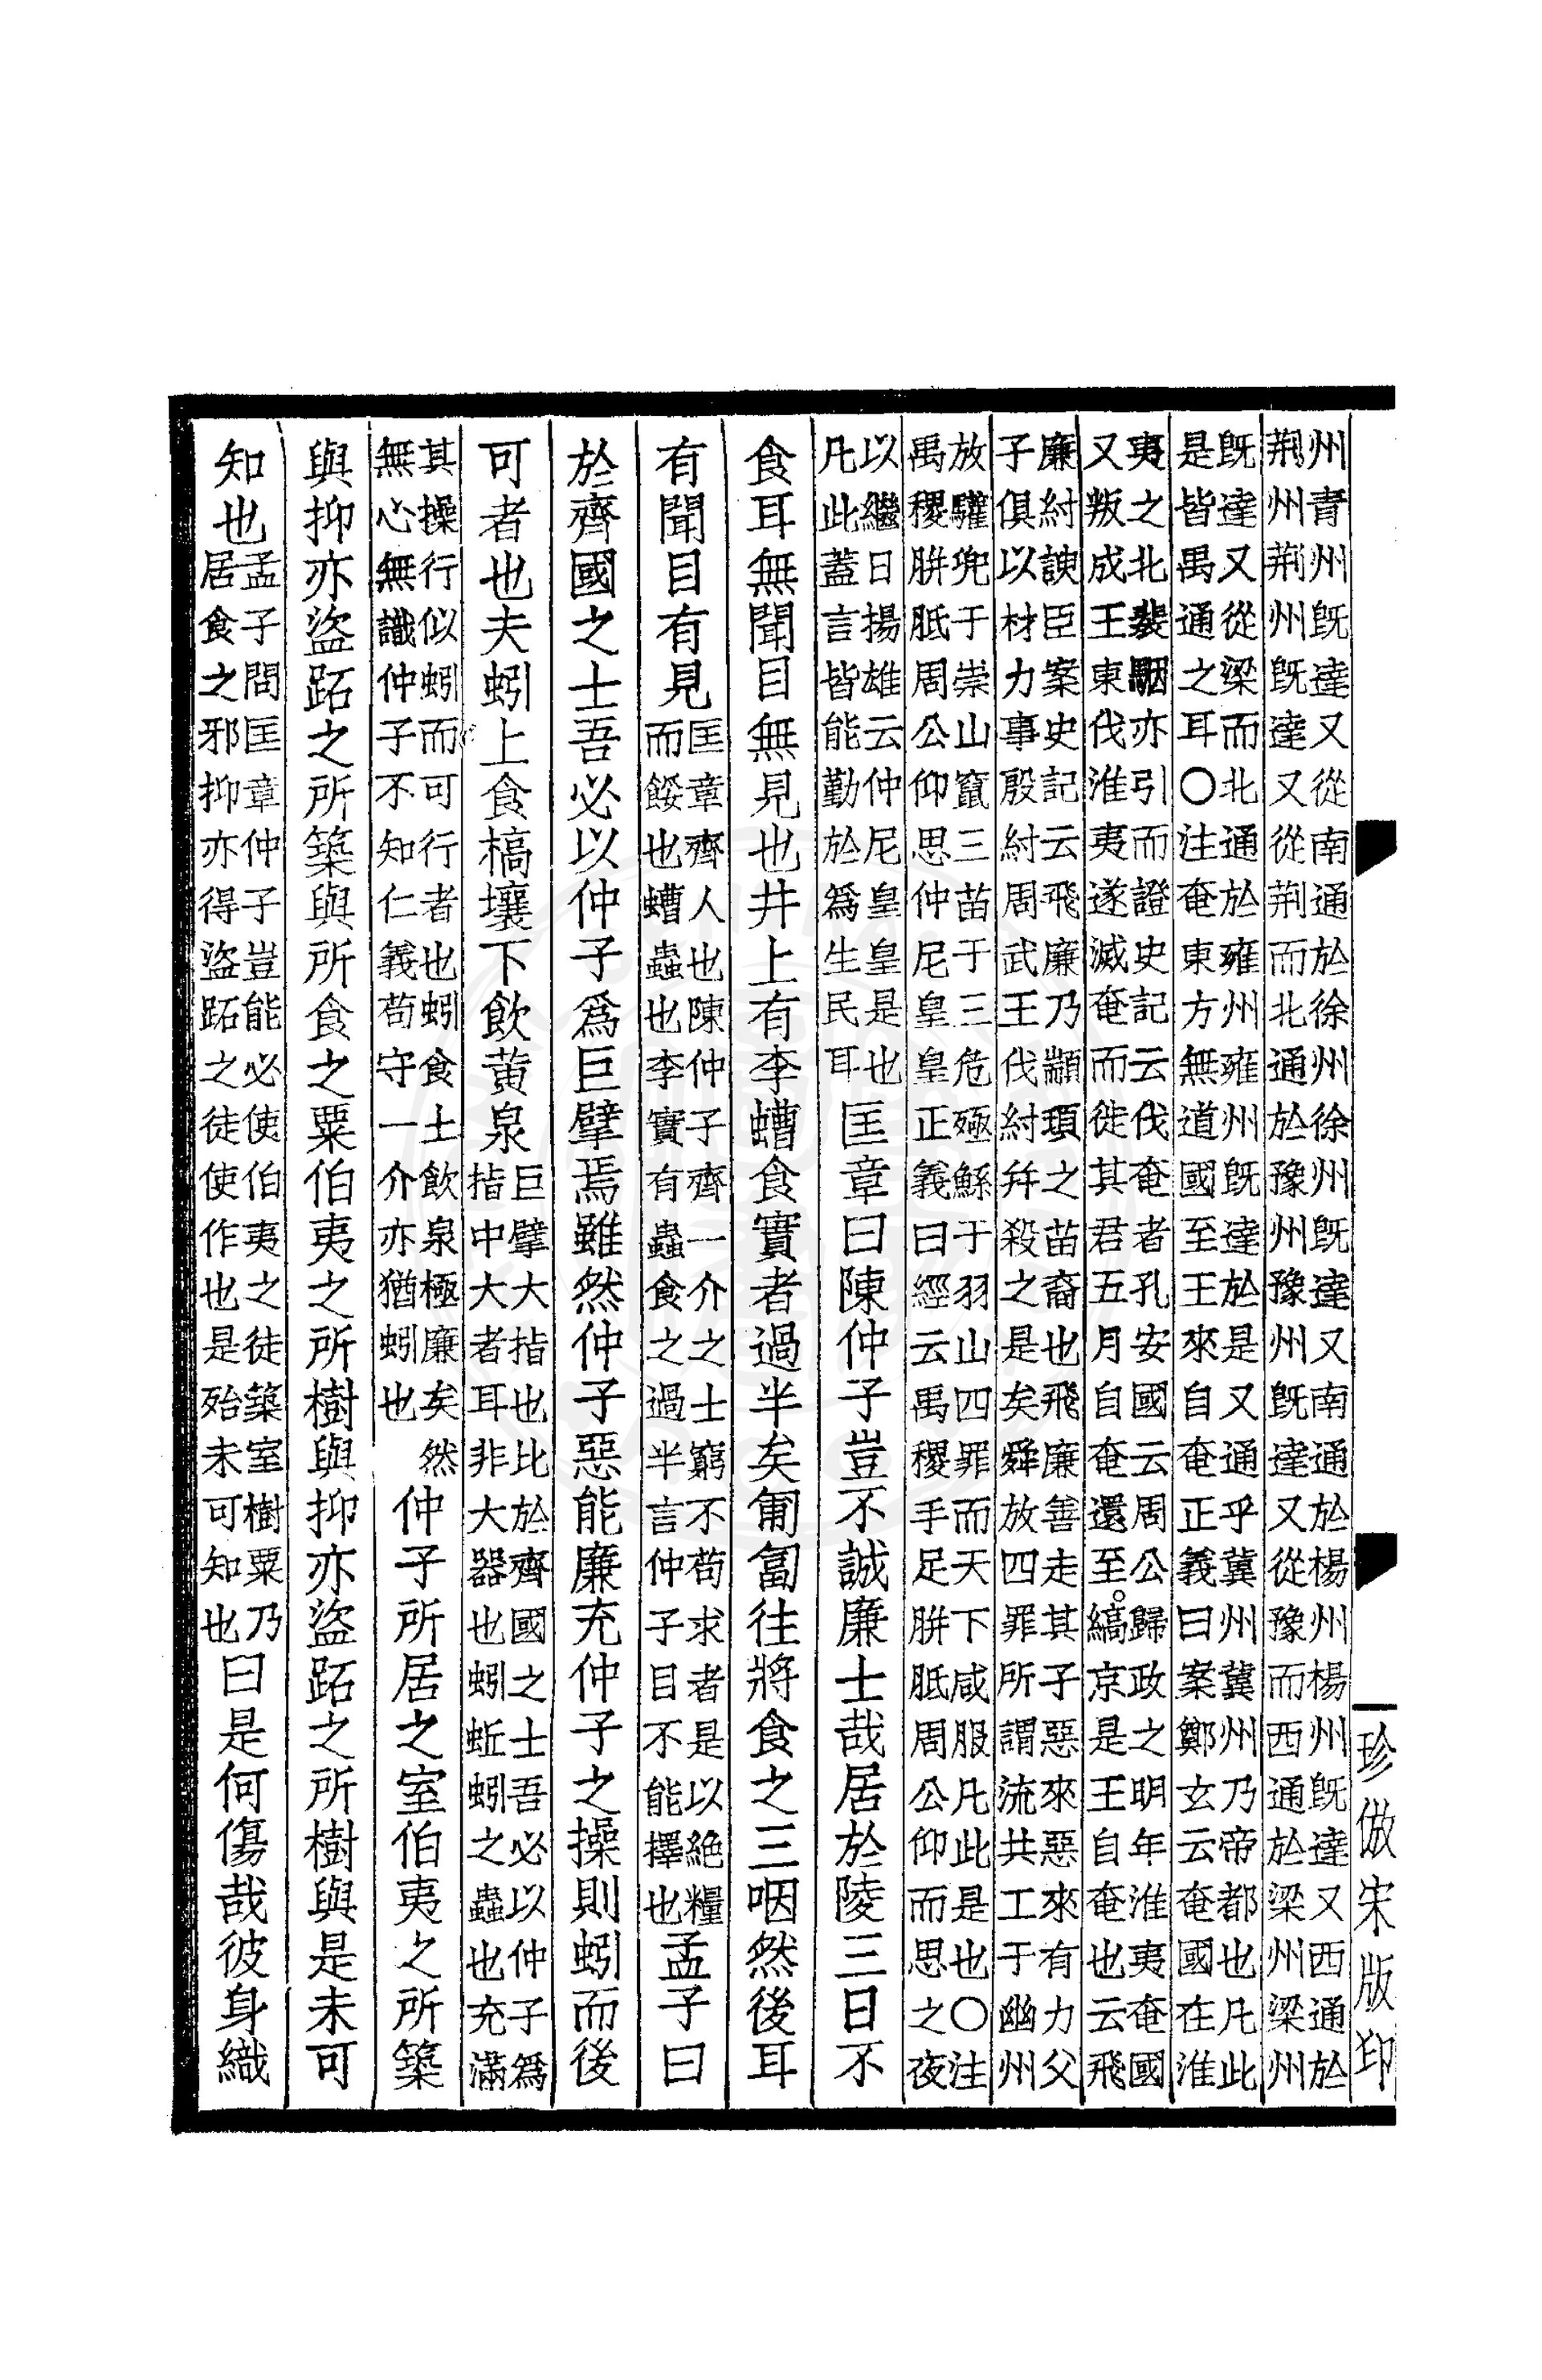 州青州既達又從南通於徐州徐州既達又南通於楊州楊州既達又西通於
荆州荆州既達又從荆而北通於豫州豫州既達又從豫而西通於梁州梁州
既達又從梁而北通於雍州雍州既達於是又通乎冀州冀州乃帝都也凡此
是皆禹通之耳○注奄東方無道國至王來自奄正義曰案鄭玄云奄國在淮
夷之北裴駰亦引而證史記云伐奄者孔安國云周公歸政之明年淮夷奄國
又叛成王東伐淮夷遂滅奄而徙其君五月自奄還至。縞京是王自奄也云飛
廉紂諛臣案史記云飛廉乃顓頊之苗裔也飛廉善走其子惡來惡來有力父
子俱以材力事殷紂周武王伐紂并殺之是矣舜放四罪所謂流共工于幽州
放驩兜于崇山竄三苗于三危殛鯀于羽山四罪而天下咸服凡此是也○注
禹稷胼胝周公仰思仲尼皇皇正義曰經云禹稷手足胼胝周公仰而思之夜
以繼日揚雄云仲尼皇皇是也
凡此蓋言皆能勤於爲生民耳
匡章曰陳仲子豈不誠廉士哉居於陵三日不
食耳無聞目無見也井上有李螬食實者過半矣匍匐往將食之三咽然後耳
有聞目有見
匡章齊人也陳仲子齊一介之士窮不苟求者是以絕糧
而餒也螬蟲也李實有蟲食之過半言仲子目不能擇也
孟子曰
於齊國之士吾必以仲子爲巨擘焉雖然仲子惡能廉充仲子之操則蚓而後
可者也夫蚓上食槁壤下飲黃泉
巨擘大指也比於齊國之士吾必以仲子爲
指中大者耳非大器也蚓蚯蚓之蟲也充滿
其操行似蚓而可行者也蚓食土飲泉極廉矣然
無心無識仲子不知仁義苟守一介亦猶蚓也
仲子所居之室伯夷之所築
與抑亦盜跖之所築與所食之粟伯夷之所樹與抑亦盜跖之所樹與是未可
知也
孟子問匡章仲子豈能必使伯夷之徒築室樹粟乃
居食之邪抑亦得盜跖之徒使作也是殆未可知也
曰是何傷哉彼身織
珍倣宋版印